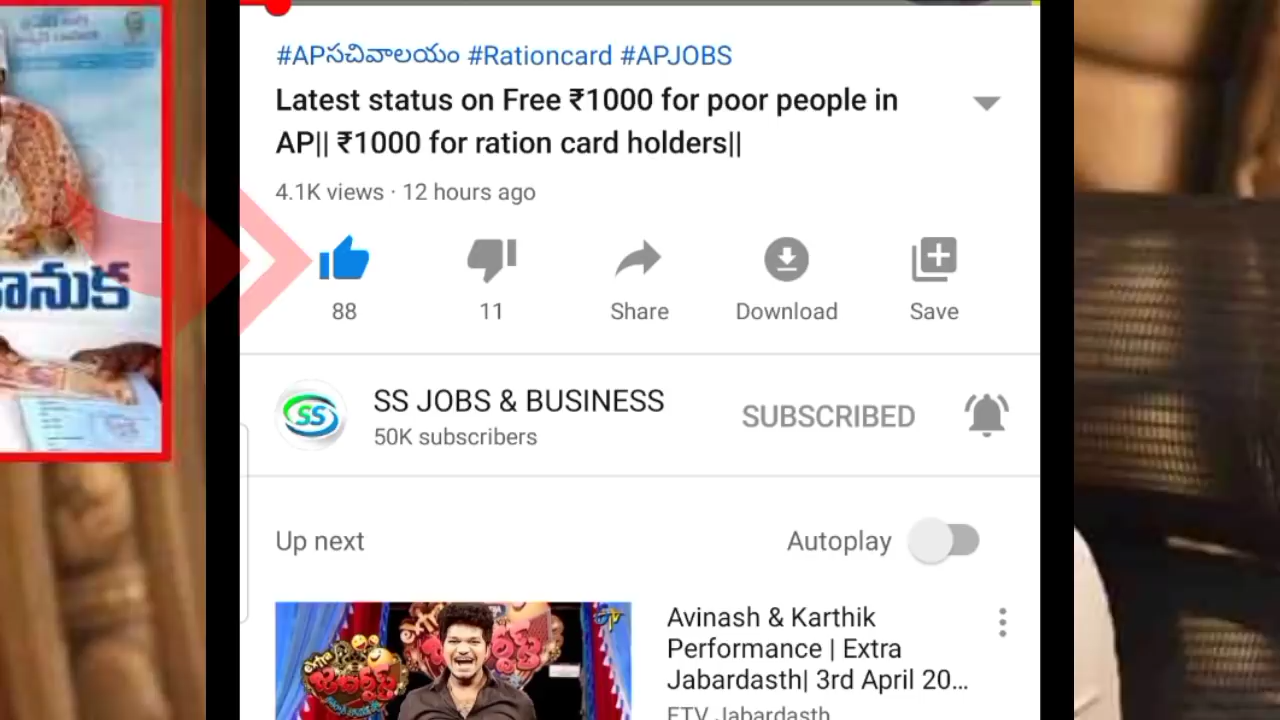 #APసచివాలయం #Rationcard #APJOBS
Latest status on Free ₹1000 for poor people in
AP|| ₹1000 for ration card holders||
4.1K views · 12 hours ago
88
11
Share
Download
Save
కానుక
SS
SS JOBS & BUSINESS
50K subscribers
SUBSCRIBED
Up next
Autoplay
Avinash & Karthik
Performance | Extra
Jabardasth| 3rd April 20...
ETV Jabardasth